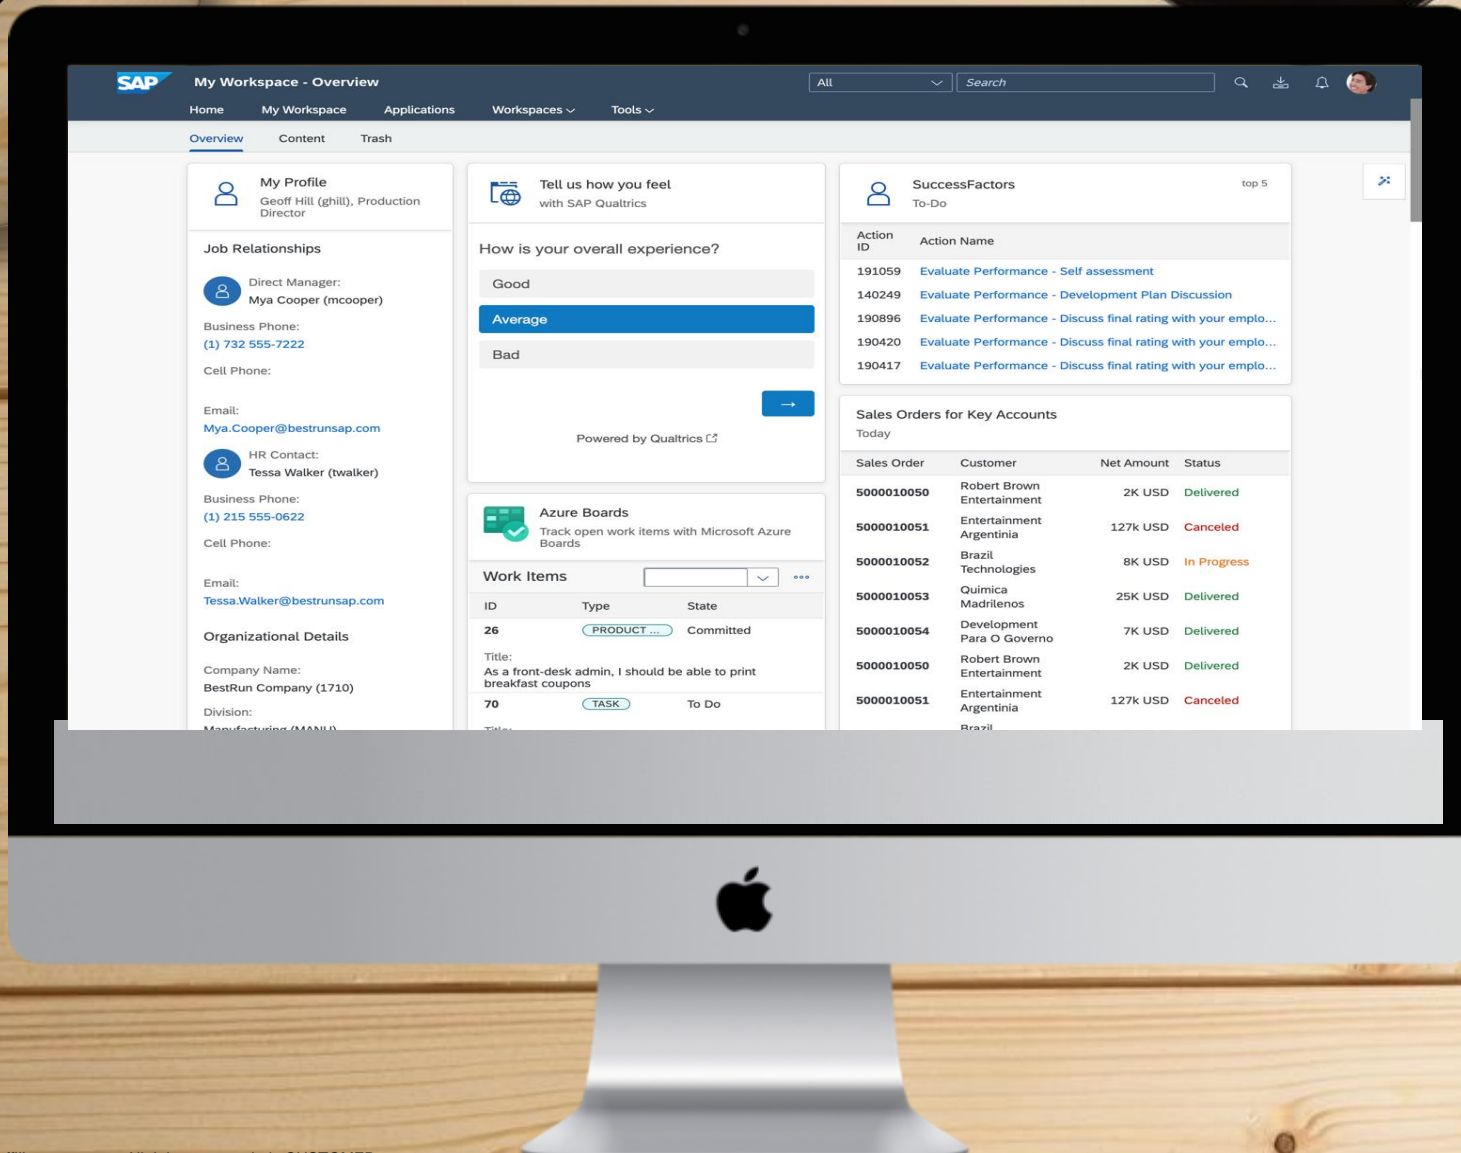 SAP
My Workspace - Overview
All
Search
Home
My Workspace
Applications
Workspaces
Tools
Overview
Content
Trash
My Profile
Geoff Hill (ghill), Production
Director
Job Relationships
Direct Manager:
Mya Cooper (mcooper)
Business Phone:
(1) 732 555-7222
Cell Phone:
Email:
Mya.Cooper@bestrunsap.com
HR Contact:
Tessa Walker (twalker)
Business Phone:
(1) 215 555-0622
Cell Phone:
Email:
Tessa.Walker@bestrunsap.com
Organizational Details
Company Name:
BestRun Company (1710)
Division:
Manufacturing (MANU)
Tell us how you feel
with SAP Qualtrics
How is your overall experience?
Good
Average
Bad
→
Powered by Qualtrics
Azure Boards
Track open work items with Microsoft Azure
Boards
Work Items
ID Type State
26 PRODUCT ... Committed
Title:
As a front-desk admin, I should be able to print
breakfast coupons
70 TASK To Do
Title:
SuccessFactors
top 5
To-Do
Action
ID
Action Name
191059 Evaluate Performance - Self assessment
140249 Evaluate Performance - Development Plan Discussion
190896 Evaluate Performance - Discuss final rating with your emplo...
190420 Evaluate Performance - Discuss final rating with your emplo...
190417 Evaluate Performance - Discuss final rating with your emplo...
Sales Orders for Key Accounts
Today
Sales Order Customer Net Amount Status
5000010050 Robert Brown
Entertainment 2K USD Delivered
5000010051 Entertainment
Argentinia 127k USD Canceled
5000010052 Brazil
Technologies 8K USD In Progress
5000010053 Quimica
Madrilenos 25K USD Delivered
5000010054 Development
Para O Governo 7K USD Delivered
5000010050 Robert Brown
Entertainment 2K USD Delivered
5000010051 Entertainment
Argentinia 127k USD Canceled
Brazil